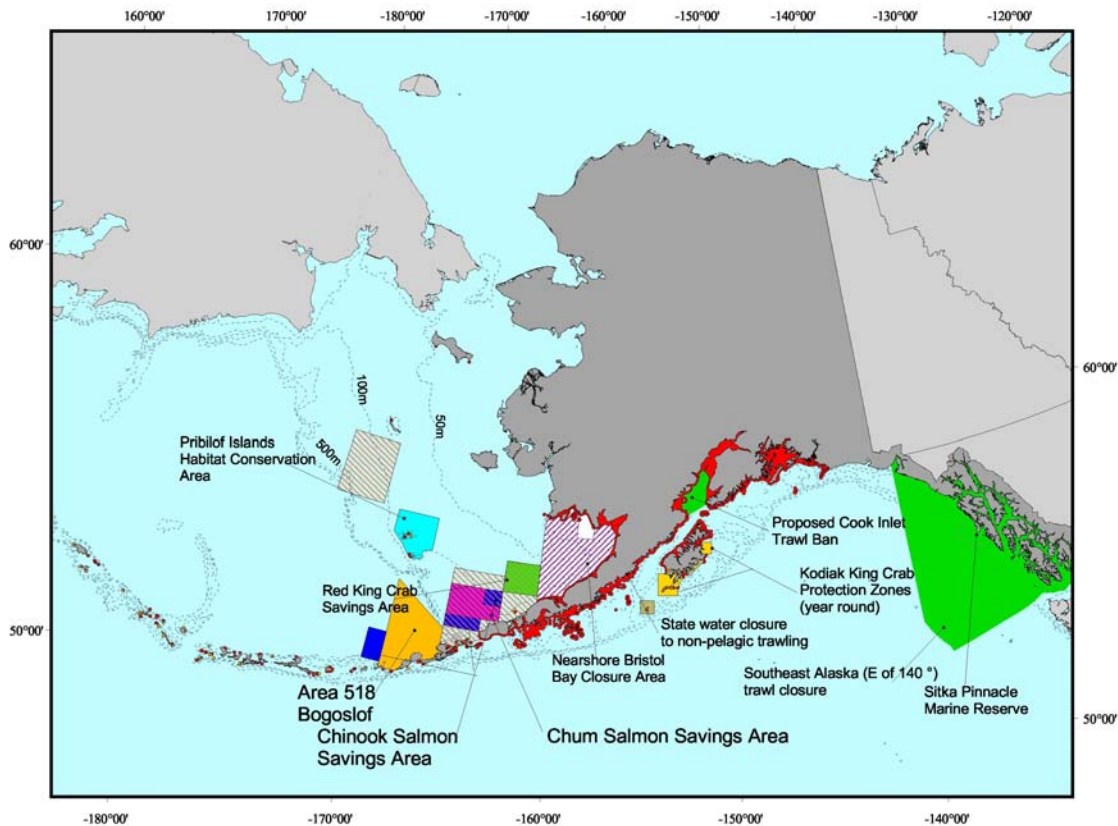 160°00'
170°00'
-180°00'
-170°00'
-160°00'
-150°00'
-140°00'
-130°00'
-120°00'
60°00'
60°00'
100m
50m
500m
Pribilof Islands
Habitat Conservation
Area
Proposed Cook Inlet
Trawl Ban
Kodiak King Crab
Protection Zones
(year round)
Red King Crab
Savings Area
State water closure
to non-pelagic trawling
50°00'
Nearshore Bristol
Bay Closure Area
Southeast Alaska (E of 140 °)
trawl closure
Sitka Pinnacle
Marine Reserve
Area 518
Bogoslof
Chinook Salmon
Savings Area
Chum Salmon Savings Area
50°00'
-180°00'
-170°00'
-160°00'
-150°00'
-140°00'